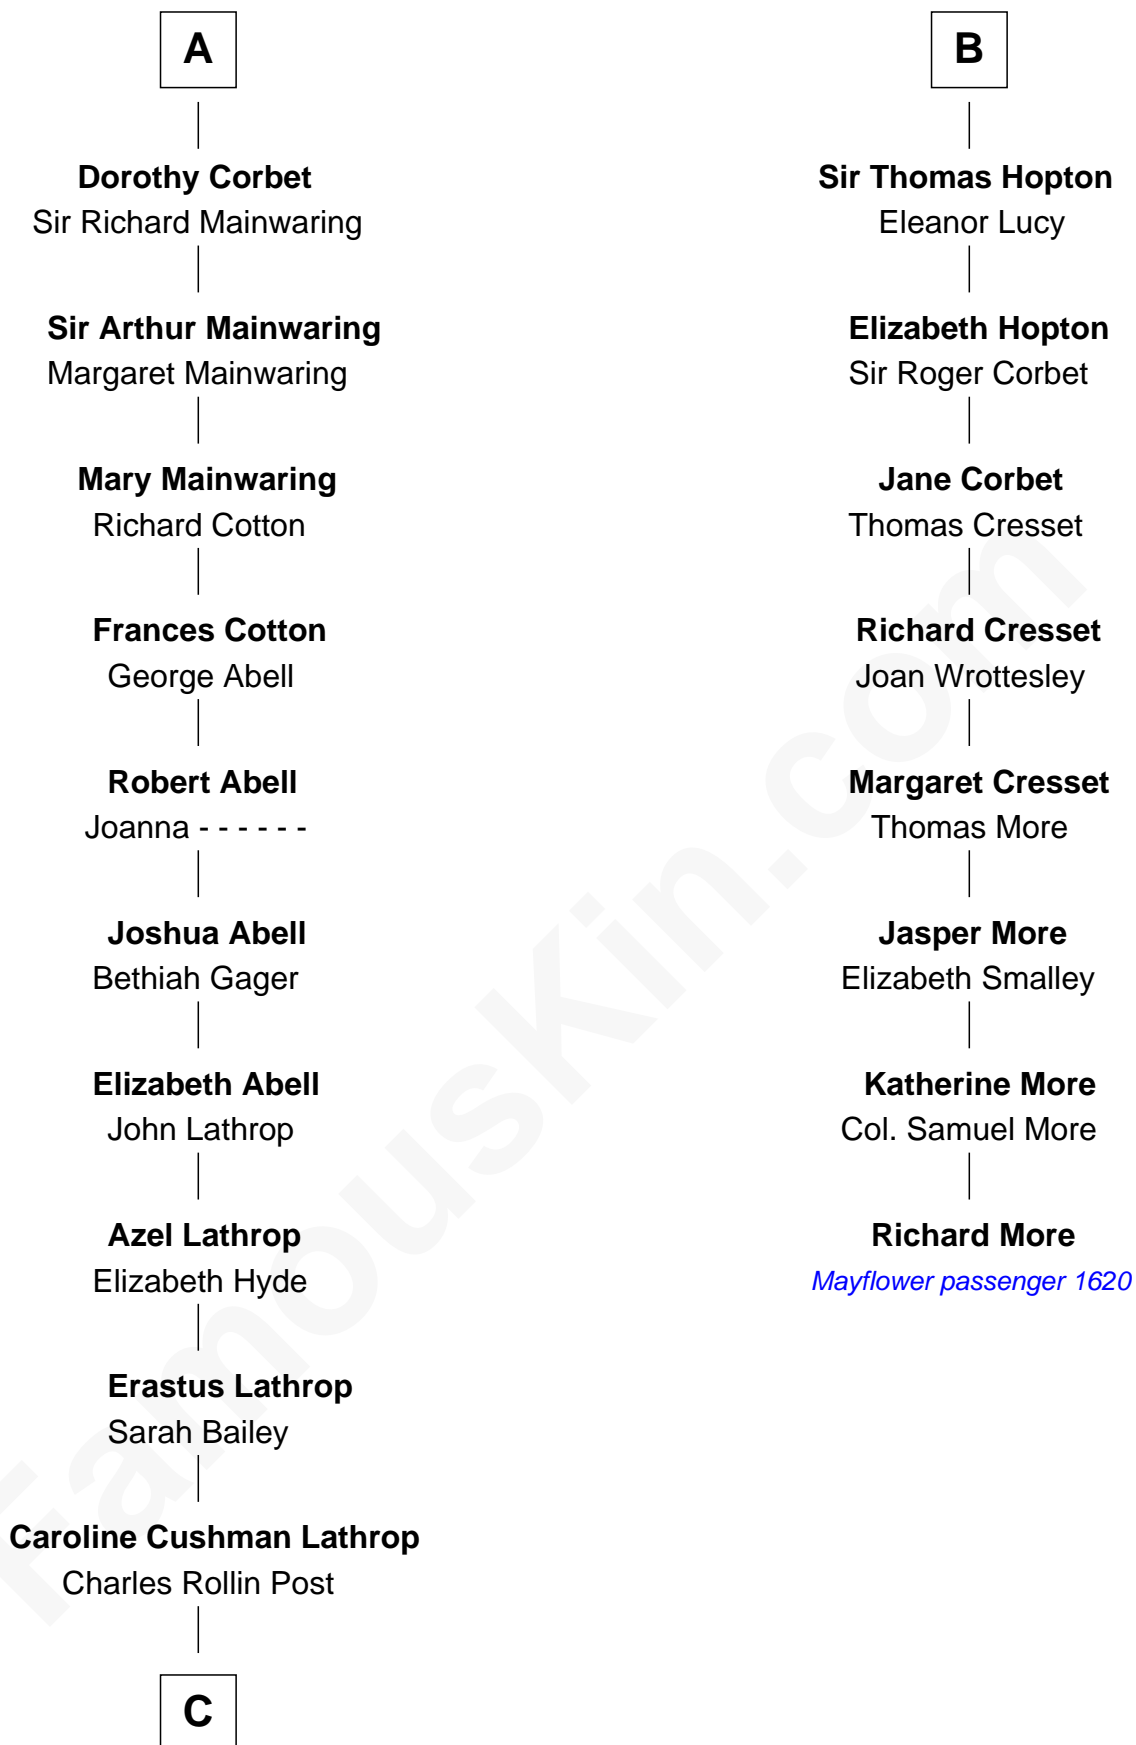 A
Dorothy Corbet
Sir Richard Mainwaring
Sir Arthur Mainwaring
Margaret Mainwaring
Mary Mainwaring
Richard Cotton
Frances Cotton
George Abell
Robert Abell
Joanna - - - - - -
Joshua Abell
Bethiah Gager
Elizabeth Abell
John Lathrop
Azel Lathrop
Elizabeth Hyde
Erastus Lathrop
Sarah Bailey
Caroline Cushman Lathrop
Charles Rollin Post
C
B
Sir Thomas Hopton
Eleanor Lucy
Elizabeth Hopton
Sir Roger Corbet
Jane Corbet
Thomas Cresset
Richard Cresset
Joan Wrottesley
Margaret Cresset
Thomas More
Jasper More
Elizabeth Smalley
Katherine More
Col. Samuel More
Richard More
Mayflower passenger 1620
FamousKin.com